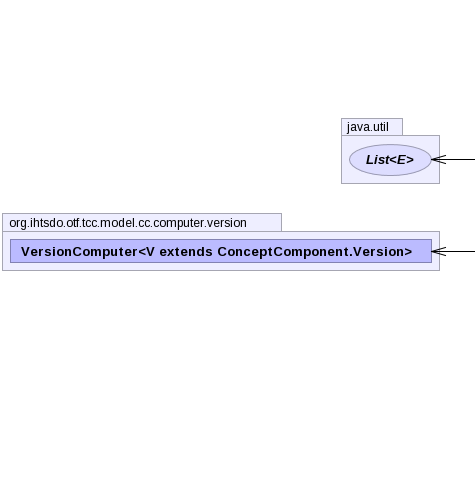 java.util
List<E>
org.ihtsdo.otf.tcc.model.cc.computer.version
VersionComputer<V extends ConceptComponent.Version>